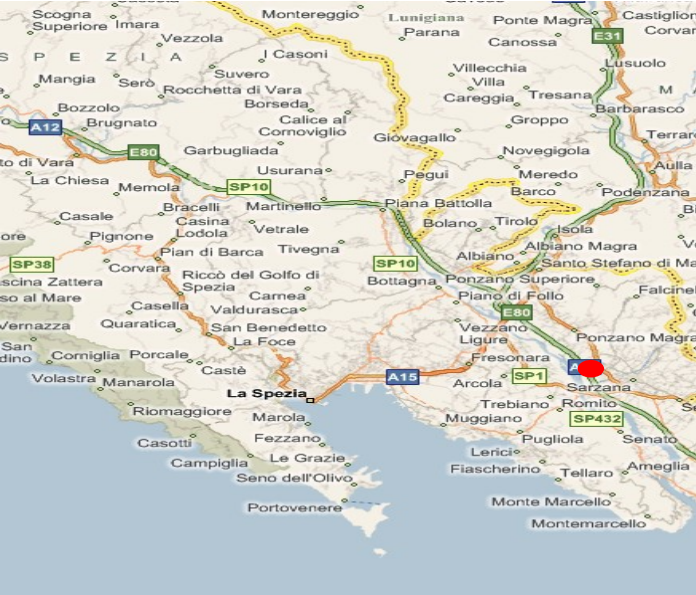 Scogna
Superiore
Imara
Montereggio
Lunigiana
Parana
Ponte Magra
Castiglior
Corvar
E31
Canossa
Vezzola
I Casoni
S P E Z I A
Lusuolo
Villecchia
Villa
Suvero
Mangia
Serò
Rocchetta di Vara
Careggia
Tresana
M A
Bozzolo
Borseda
Barbarasco
Brugnato
A12
Calice al
Cornoviglio
Groppo
Giovagallo
Terrar
E80
Garbugliada
Novegigola
to di Vara
Usurana
Pegui
Meredo
Aulla
La Chiesa
Memola
SP10
Barco
Podenzana
Bracelli
Martinello
Piana Battolla
Casale
Casina
Lodola
Vetrale
Bolano
Tirolo
Isola
ore
Pignone
Tivegna
Albiano Magra
Pian di Barca
SP38
SP10
Albiano
Santo Stefano di Ma
Corvara
Riccò del Golfo di
Spezia
Bottagna
Ponzano Superiore
scina Zattera
so al Mare
Carnea
Piano di Follo
Falcinel
Casella
Valdurasca
E80
Vernazza
Quaratica
San Benedetto
Vezzano
Ligure
Ponzano Magra
La Foce
San
dino
Corniglia
Porcale
Fresonara
Castè
A15
SP1
Volastra
Manarola
Arcola
Sarzana
La Spezia
Trebiano
Romito
Riomaggiore
Marola
Muggiano
SP432
Casotti
Fezzano
Pugliola
Senato
Campiglia
Le Grazie
Lerici
Fiascherino
Tellaro
Ameglia
Seno dell'Olivo
Portovenere
Monte Marcello
Montemarcello